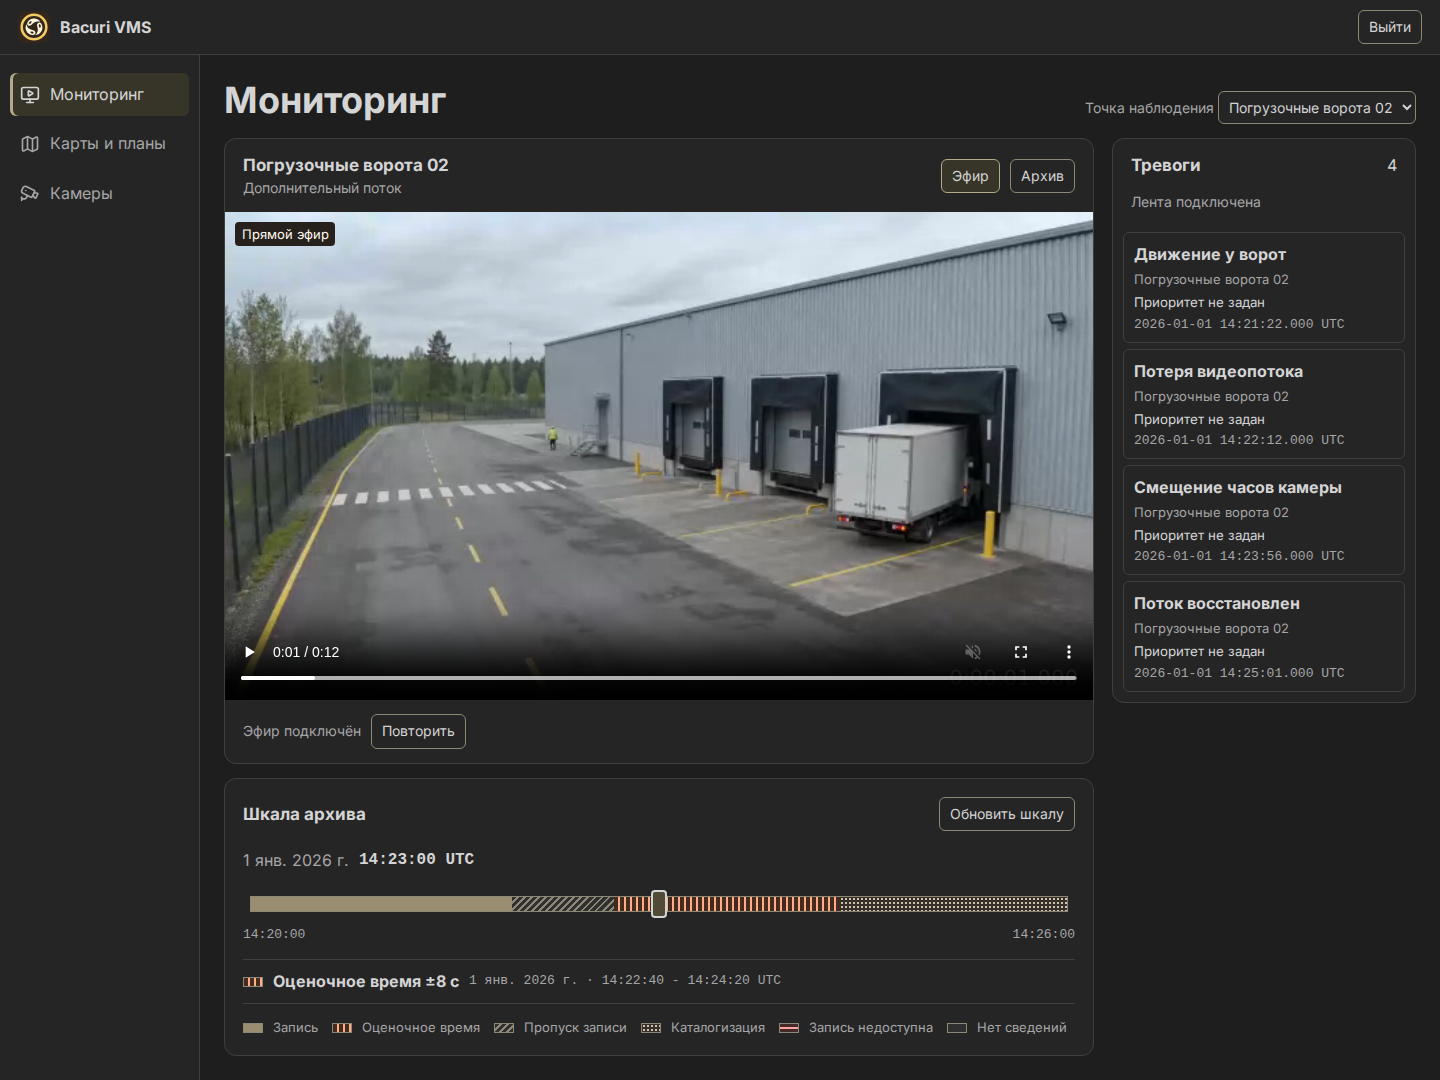 Bacuri VMS
Выйти
Мониторинг
Карты и планы
Камеры
Мониторинг
Точка наблюдения
Погрузочные ворота 02
Погрузочные ворота 02
Дополнительный поток
Эфир
Архив
Прямой эфир
0:01 / 0:12
Эфир подключён
Повторить
Тревоги
4
Лента подключена
Движение у ворот
Погрузочные ворота 02
Приоритет не задан
2026-01-01 14:21:22.000 UTC
Потеря видеопотока
Погрузочные ворота 02
Приоритет не задан
2026-01-01 14:22:12.000 UTC
Смещение часов камеры
Погрузочные ворота 02
Приоритет не задан
2026-01-01 14:23:56.000 UTC
Поток восстановлен
Погрузочные ворота 02
Приоритет не задан
2026-01-01 14:25:01.000 UTC
Шкала архива
Обновить шкалу
1 янв. 2026 г. 14:23:00 UTC
14:20:00
14:26:00
Оценочное время ±8 с 1 янв. 2026 г. · 14:22:40 - 14:24:20 UTC
Запись
Оценочное время
Пропуск записи
Каталогизация
Запись недоступна
Нет сведений